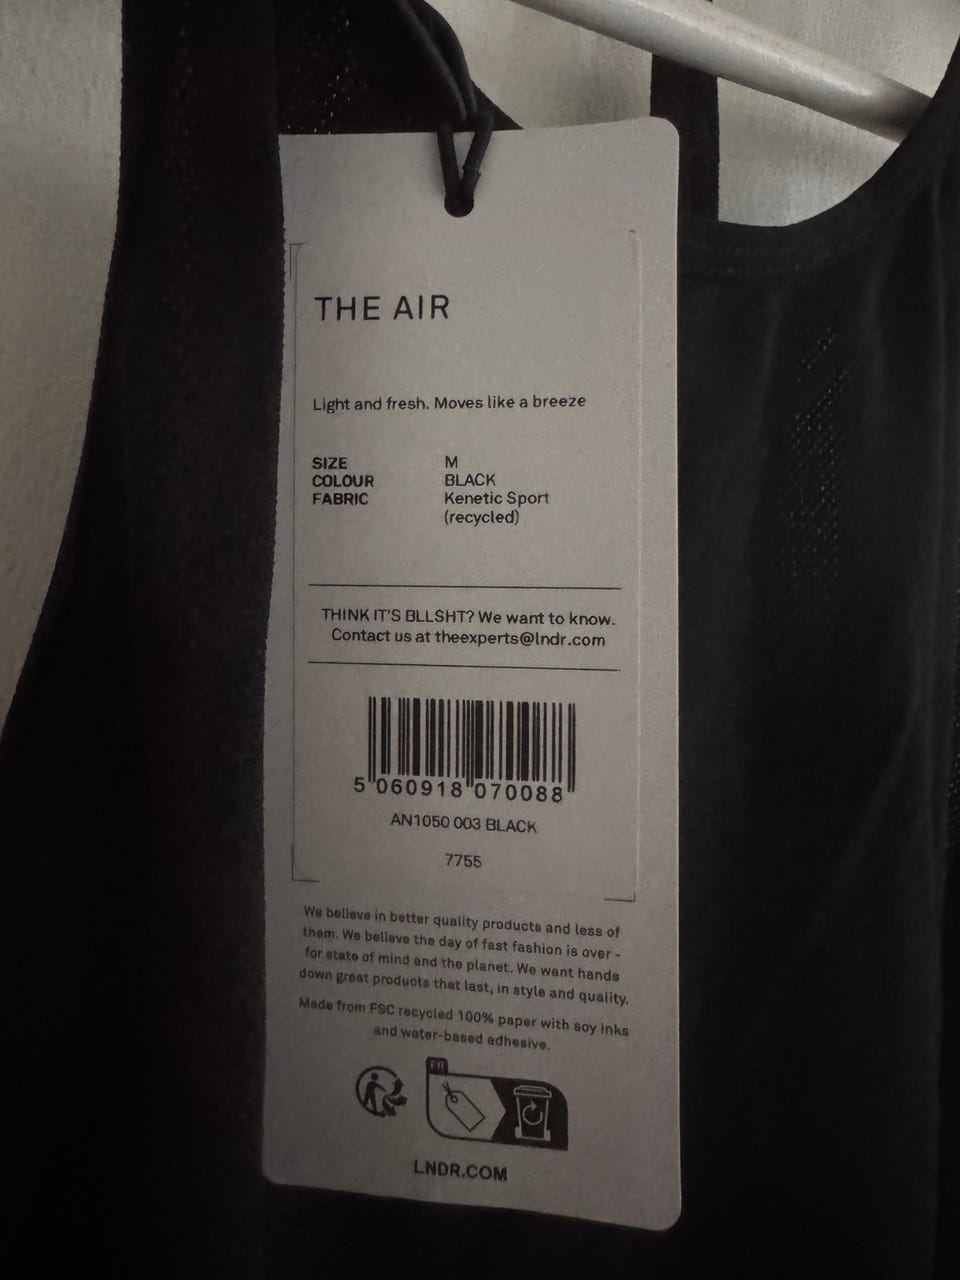 THE AIR
Light and fresh. Moves like a breeze
SIZE M
COLOUR BLACK
FABRIC Kenetic Sport
(recycled)
THINK IT'S BLLSHT? We want to know.
Contact us at theexperts@lndr.com
5 060918 070088
AN1050 003 BLACK
7755
We believe in better quality products and less of
them. We believe the day of fast fashion is over -
for state of mind and the planet. We want hands
down great products that last, in style and quality.
Made from FSC recycled 100% paper with soy inks
and water-based adhesive.
FR
LNDR.COM